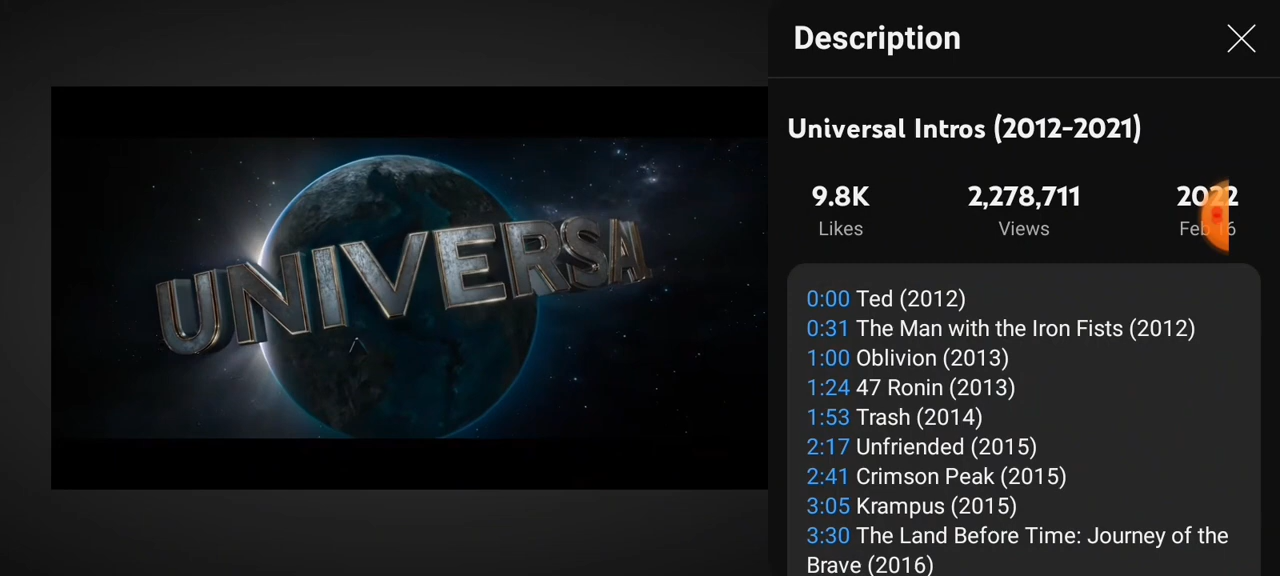 Description
Universal Intros (2012-2021)
9.8K
Likes
2,278,711
Views
2022
Feb 16
UNIVERSAL
0:00 Ted (2012)
0:31 The Man with the Iron Fists (2012)
1:00 Oblivion (2013)
1:24 47 Ronin (2013)
1:53 Trash (2014)
2:17 Unfriended (2015)
2:41 Crimson Peak (2015)
3:05 Krampus (2015)
3:30 The Land Before Time: Journey of the
Brave (2016)